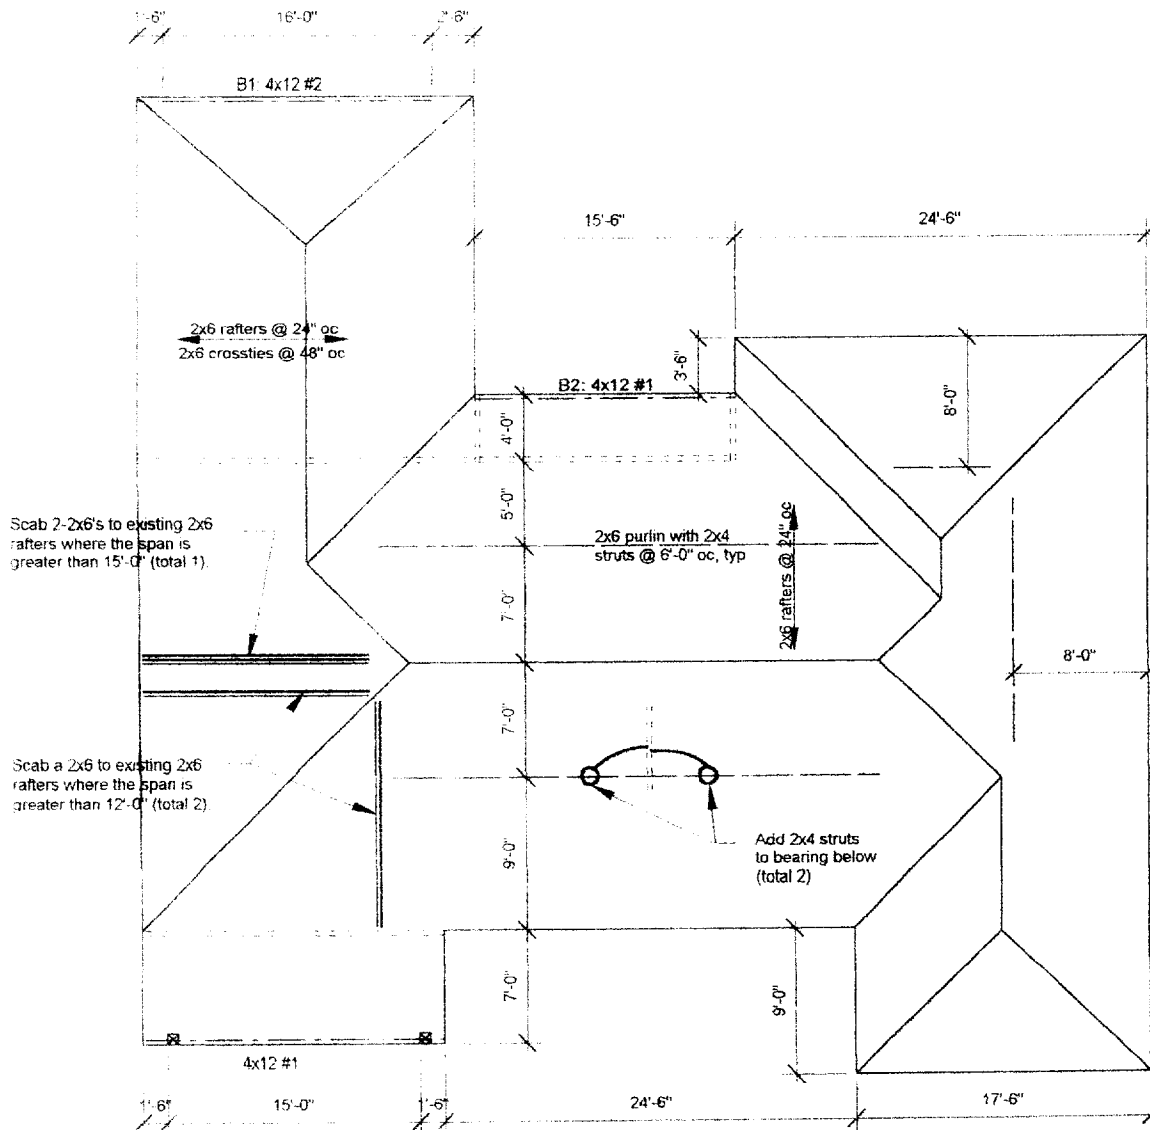 1'-6" 16'-0" 2'-6"
B1: 4x12 #2
15'-6" 24'-6"
2x6 rafters @ 24" oc
2x6 crossties @ 48" oc
3'-6"
B2: 4x12 #1
8'-0"
4'-0"
Scab 2-2x6's to existing 2x6
rafters where the span is
greater than 15'-0" (total 1).
5'-0"
2x6 purlin with 2x4
struts @ 6'-0" oc, typ
2x6 rafters @ 24" oc
7'-0"
8'-0"
7'-0"
Scab a 2x6 to existing 2x6
rafters where the span is
greater than 12'-0" (total 2).
9'-0"
Add 2x4 struts
to bearing below
(total 2)
7'-0"
9'-0"
4x12 #1
1'-6" 15'-0" 1'-6" 24'-6" 17'-6"